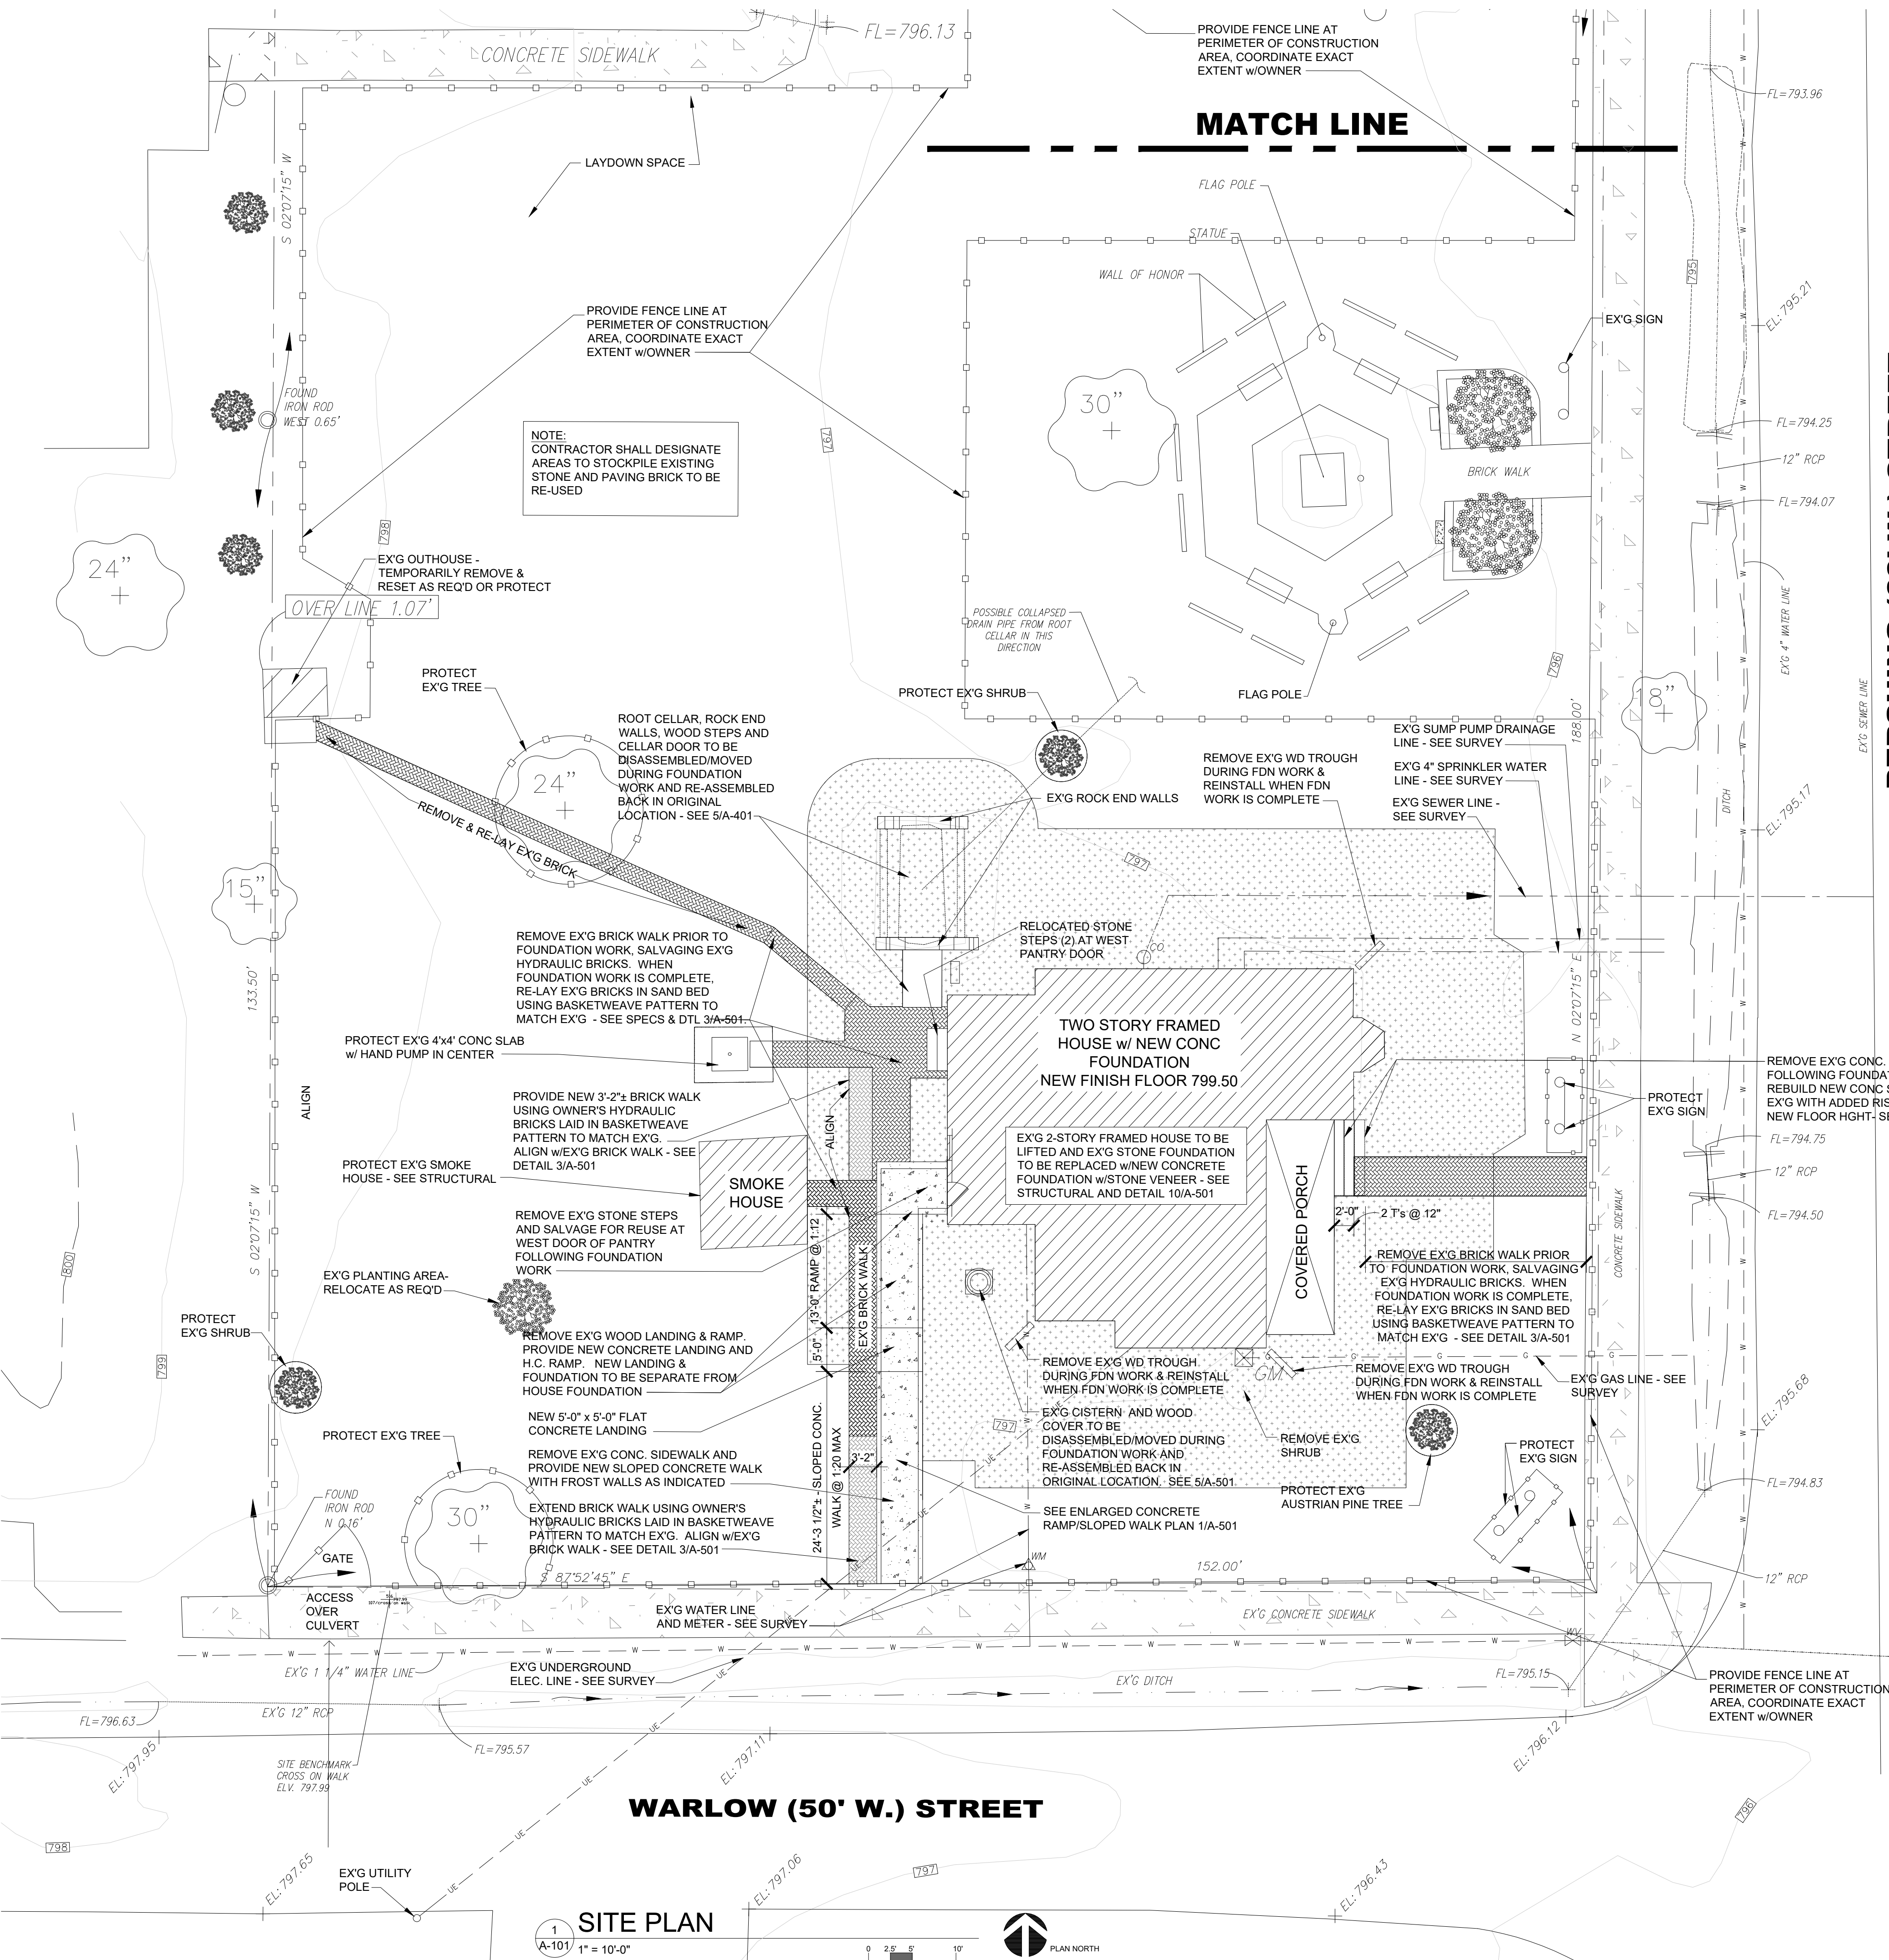 FL=796.13
CONCRETE SIDEWALK
PROVIDE FENCE LINE AT
PERIMETER OF CONSTRUCTION
AREA, COORDINATE EXACT
EXTENT w/OWNER
FL=793.96
MATCH LINE
LAYDOWN SPACE
S 02°07'15" W
FLAG POLE
STATUE
WALL OF HONOR
795
EL: 795.21
EX'G SIGN
PROVIDE FENCE LINE AT
PERIMETER OF CONSTRUCTION
AREA, COORDINATE EXACT
EXTENT w/OWNER
FOUND
IRON ROD
WEST 0.65'
30"
797
FL=794.25
12" RCP
FL=794.07
BRICK WALK
NOTE:
CONTRACTOR SHALL DESIGNATE
AREAS TO STOCKPILE EXISTING
STONE AND PAVING BRICK TO BE
RE-USED
798
24"
EX'G OUTHOUSE -
TEMPORARILY REMOVE &
RESET AS REQ'D OR PROTECT
OVER LINE 1.07'
POSSIBLE COLLAPSED
DRAIN PIPE FROM ROOT
CELLAR IN THIS
DIRECTION
796
EX'G 4" WATER LINE
EX'G SEWER LINE
18"
PROTECT
EX'G TREE
PROTECT EX'G SHRUB
FLAG POLE
188.00'
ROOT CELLAR, ROCK END
WALLS, WOOD STEPS AND
CELLAR DOOR TO BE
DISASSEMBLED/MOVED
DURING FOUNDATION
WORK AND RE-ASSEMBLED
BACK IN ORIGINAL
LOCATION - SEE 5/A-401
24"
REMOVE & RE-LAY EX'G BRICK
EX'G ROCK END WALLS
REMOVE EX'G WD TROUGH
DURING FDN WORK &
REINSTALL WHEN FDN
WORK IS COMPLETE
EX'G SUMP PUMP DRAINAGE
LINE - SEE SURVEY
EX'G 4" SPRINKLER WATER
LINE - SEE SURVEY
EX'G SEWER LINE -
SEE SURVEY
DITCH
EL: 795.17
797
15"
133.50'
REMOVE EX'G BRICK WALK PRIOR TO
FOUNDATION WORK, SALVAGING EX'G
HYDRAULIC BRICKS.  WHEN
FOUNDATION WORK IS COMPLETE,
RE-LAY EX'G BRICKS IN SAND BED
USING BASKETWEAVE PATTERN TO
MATCH EX'G  - SEE SPECS & DTL 3/A-501.
RELOCATED STONE
STEPS (2) AT WEST
PANTRY DOOR
CO
N 02°07'15" E
PROTECT EX'G 4'x4' CONC SLAB
w/ HAND PUMP IN CENTER
TWO STORY FRAMED
HOUSE w/ NEW CONC
FOUNDATION
NEW FINISH FLOOR 799.50
REMOVE EX'G CONC.
ALIGN
PROVIDE NEW 3'-2"± BRICK WALK
USING OWNER'S HYDRAULIC
BRICKS LAID IN BASKETWEAVE
PATTERN TO MATCH EX'G.
ALIGN w/EX'G BRICK WALK - SEE
DETAIL 3/A-501
ALIGN
PROTECT
EX'G SIGN
REBUILD NEW CONC
NEW FLOOR HGHT-
EX'G 2-STORY FRAMED HOUSE TO BE
LIFTED AND EX'G STONE FOUNDATION
TO BE REPLACED w/NEW CONCRETE
FOUNDATION w/STONE VENEER - SEE
STRUCTURAL AND DETAIL 10/A-501
FL=794.75
12" RCP
FL=794.50
PROTECT EX'G SMOKE
HOUSE - SEE STRUCTURAL
SMOKE
HOUSE
COVERED PORCH
2'-0"
2 T's @ 12"
S 02°07'15" W
800
REMOVE EX'G STONE STEPS
AND SALVAGE FOR REUSE AT
WEST DOOR OF PANTRY
FOLLOWING FOUNDATION
WORK
13'-0" RAMP @ 1:12
EX'G BRICK WALK
REMOVE EX'G BRICK WALK PRIOR
TO  FOUNDATION WORK, SALVAGING
EX'G HYDRAULIC BRICKS.  WHEN
FOUNDATION WORK IS COMPLETE,
RE-LAY EX'G BRICKS IN SAND BED
USING BASKETWEAVE PATTERN TO
MATCH EX'G  - SEE DETAIL 3/A-501
CONCRETE SIDEWALK
EX'G PLANTING AREA-
RELOCATE AS REQ'D
PROTECT
EX'G SHRUB
799
REMOVE EX'G WOOD LANDING & RAMP.
PROVIDE NEW CONCRETE LANDING AND
H.C. RAMP.  NEW LANDING &
FOUNDATION TO BE SEPARATE FROM
HOUSE FOUNDATION
5'-0"
REMOVE EX'G WD TROUGH
DURING FDN WORK & REINSTALL
WHEN FDN WORK IS COMPLETE
GM
REMOVE EX'G WD TROUGH
DURING FDN WORK & REINSTALL
WHEN FDN WORK IS COMPLETE
EX'G GAS LINE - SEE
SURVEY
EL: 795.68
NEW 5'-0" x 5'-0" FLAT
CONCRETE LANDING
797
EX'G CISTERN  AND WOOD
COVER TO BE
DISASSEMBLED/MOVED DURING
FOUNDATION WORK AND
RE-ASSEMBLED BACK IN
ORIGINAL LOCATION.  SEE 5/A-501
REMOVE EX'G
SHRUB
PROTECT EX'G TREE
REMOVE EX'G CONC. SIDEWALK AND
PROVIDE NEW SLOPED CONCRETE WALK
WITH FROST WALLS AS INDICATED
24'-3 1/2"± - SLOPED CONC.
WALK @ 1:20 MAX
3'-2"
PROTECT EX'G
AUSTRIAN PINE TREE
PROTECT
EX'G SIGN
FL=794.83
FOUND
IRON ROD
N 0.16'
30"
EXTEND BRICK WALK USING OWNER'S
HYDRAULIC BRICKS LAID IN BASKETWEAVE
PATTERN TO MATCH EX'G.  ALIGN w/EX'G
BRICK WALK - SEE DETAIL 3/A-501
SEE ENLARGED CONCRETE
RAMP/SLOPED WALK PLAN 1/A-501
GATE
S 87°52'45" E
WM
152.00'
12" RCP
ACCESS
OVER
CULVERT
EX'G WATER LINE
AND METER - SEE SURVEY
EX'G CONCRETE SIDEWALK
WV
EX'G 1 1/4" WATER LINE
EX'G UNDERGROUND
ELEC. LINE - SEE SURVEY
EX'G DITCH
FL=795.15
PROVIDE FENCE LINE AT
PERIMETER OF CONSTRUCTION
AREA, COORDINATE EXACT
EXTENT w/OWNER
FL=796.63
EX'G 12" RCP
FL=795.57
EL: 797.95
EL: 797.11
EL: 796.12
SITE BENCHMARK
CROSS ON WALK
ELV. 797.99
WARLOW (50' W.) STREET
796
798
EL: 797.65
EX'G UTILITY
POLE
UE
EL: 797.06
797
EL: 796.43
1
A-101
SITE PLAN
1" = 10'-0"
0 2.5' 5' 10'
PLAN NORTH